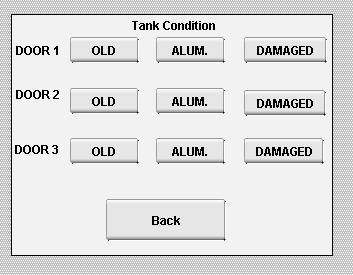 Tank Condition
DOOR 1 OLD ALUM. DAMAGED
DOOR 2 OLD ALUM. DAMAGED
DOOR 3 OLD ALUM. DAMAGED
Back